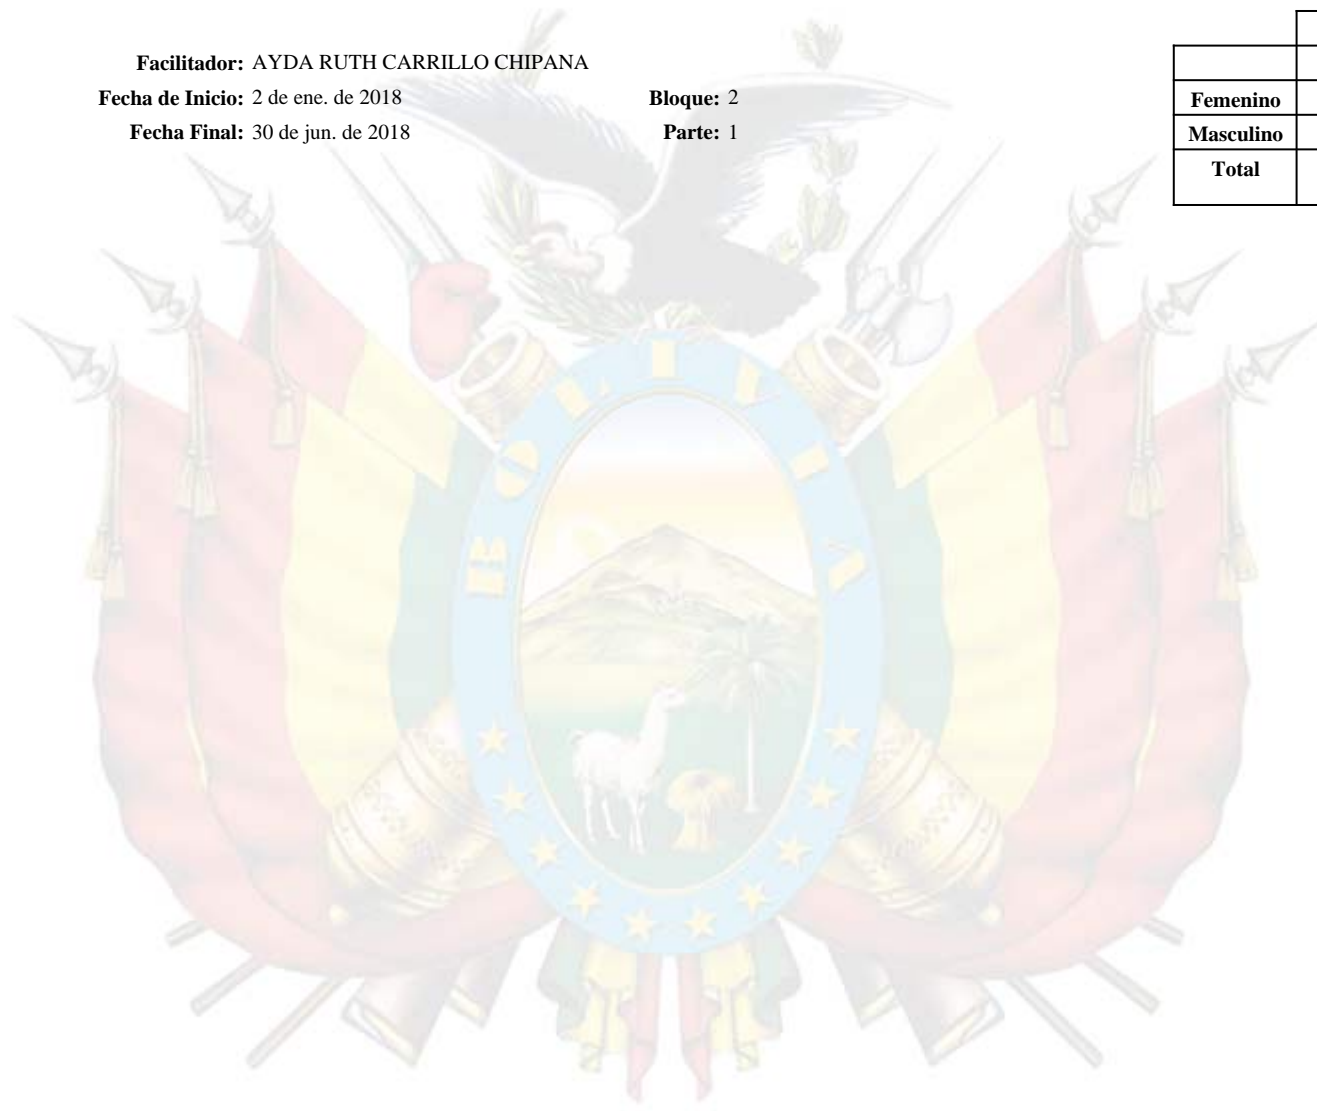 Facilitador: AYDA RUTH CARRILLO CHIPANA
Fecha de Inicio: 2 de ene. de 2018 Bloque: 2
Fecha Final: 30 de jun. de 2018 Parte: 1
Femenino
Masculino
Total
BOLIVIA